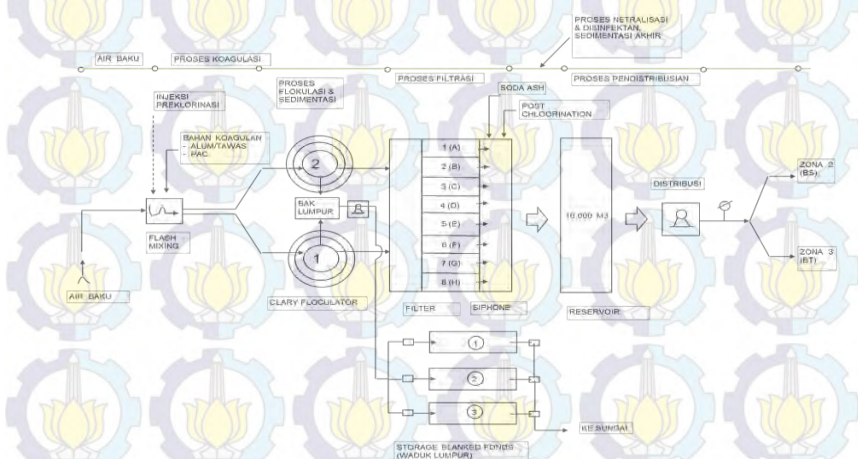 PROSES NETRALISASI
& DISINFEKTAN,
SEDIMENTASI AKHIR
AIR BAKU
PROSES KOAGULASI
PROSES
FLOKULASI &
SEDIMENTASI
PROSES FILTRASI
PROSES PENDISTRIBUSIAN
INJEKSI
PREKLORINASI
SODA ASH
POST
CHLOORINATION
BAHAN KOAGULAN
- ALUM/TAWAS
- PAC
1 (A)
2 (B)
3 (C)
4 (D)
5 (E)
6 (F)
7 (G)
8 (H)
2
BAK
LUMPUR
1
10.000 M3
DISTRIBUSI
ZONA 2
(BS)
ZONA 3
(BT)
FLASH
MIXING
AIR BAKU
CLARY FLOCULATOR
FILTER
SIPHONE
RESERVOIR
1
2
3
KE SUNGAI
STORAGE BLANKED PONDS
(WADUK LUMPUR)